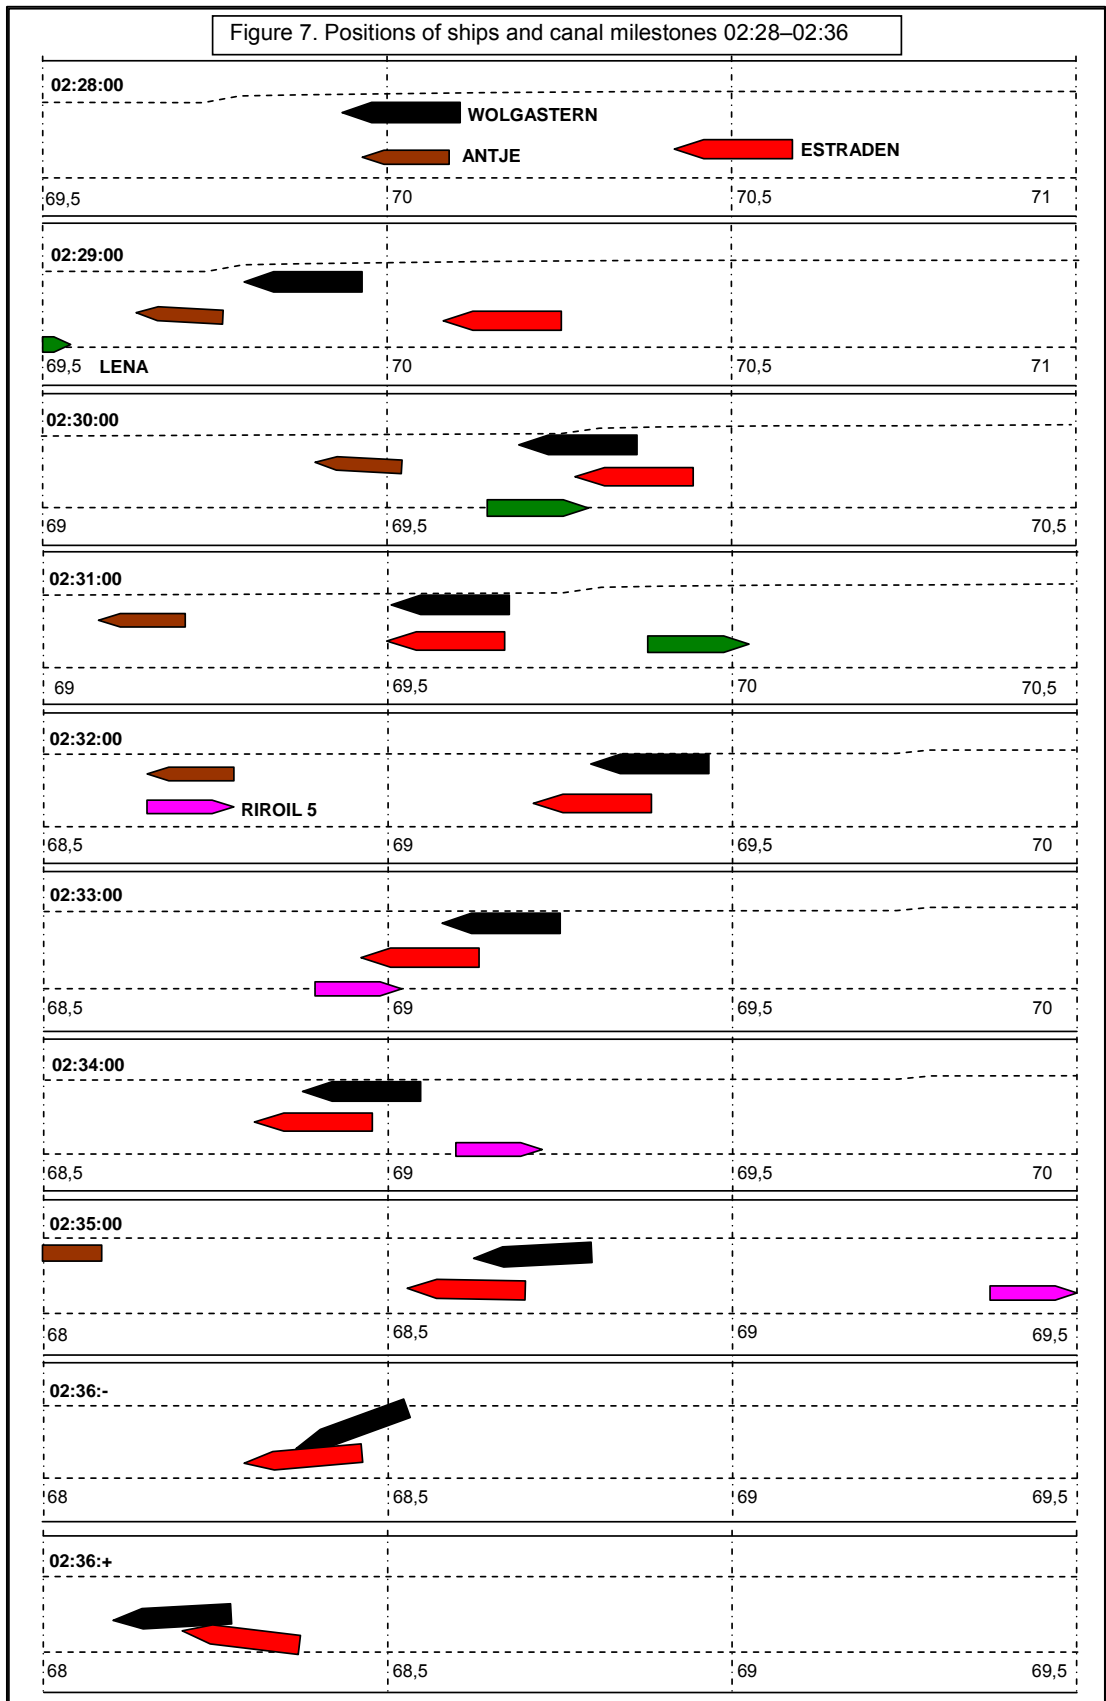 Figure 7. Positions of ships and canal milestones 02:28–02:36
02:28:00
WOLGASTERN
ANTJE
ESTRADEN
69,5 70 70,5 71
02:29:00
69,5 LENA 70 70,5 71
02:30:00
69 69,5 70,5
02:31:00
69 69,5 70 70,5
02:32:00
RIROIL 5
68,5 69 69,5 70
02:33:00
68,5 69 69,5 70
02:34:00
68,5 69 69,5 70
02:35:00
68 68,5 69 69,5
02:36:-
68 68,5 69 69,5
02:36:+
68 68,5 69 69,5